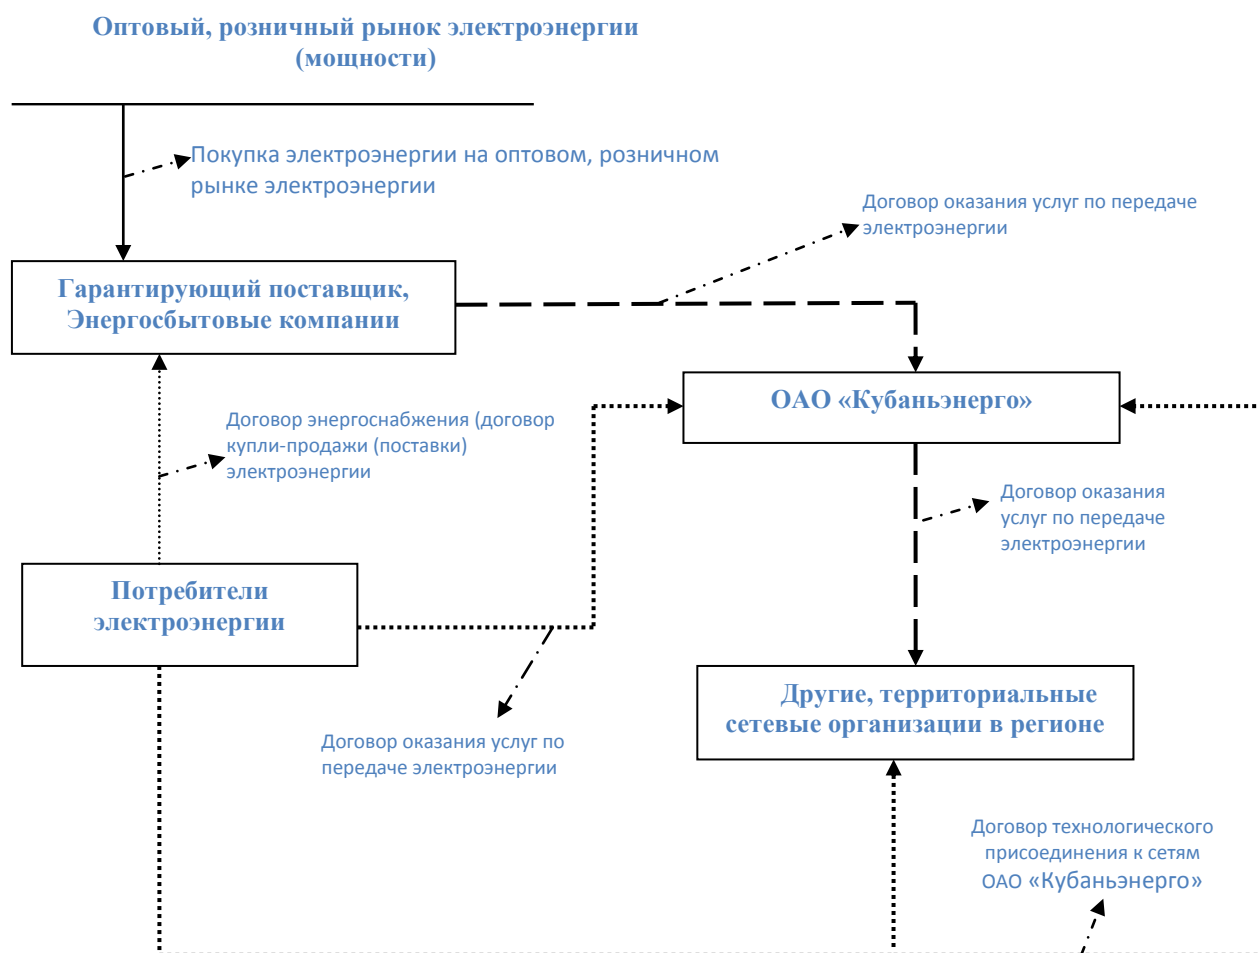 Оптовый, розничный рынок электроэнергии
(мощности)
Покупка электроэнергии на оптовом, розничном
рынке электроэнергии
Договор оказания услуг по передаче
электроэнергии
Гарантирующий поставщик,
Энергосбытовые компании
ОАО «Кубаньэнерго»
Договор энергоснабжения (договор
купли-продажи (поставки)
электроэнергии
Договор оказания
услуг по передаче
электроэнергии
Потребители
электроэнергии
Другие, территориальные
сетевые организации в регионе
Договор оказания услуг по
передаче электроэнергии
Договор технологического
присоединения к сетям
ОАО «Кубаньэнерго»